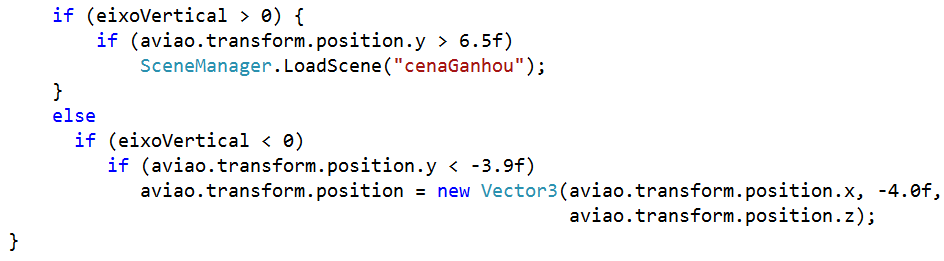 if (eixoVertical > 0) {
if (aviao.transform.position.y > 6.5f)
SceneManager.LoadScene("cenaGanhou");
}
else
if (eixoVertical < 0)
if (aviao.transform.position.y < -3.9f)
aviao.transform.position = new Vector3(aviao.transform.position.x, -4.0f,
aviao.transform.position.z);
}